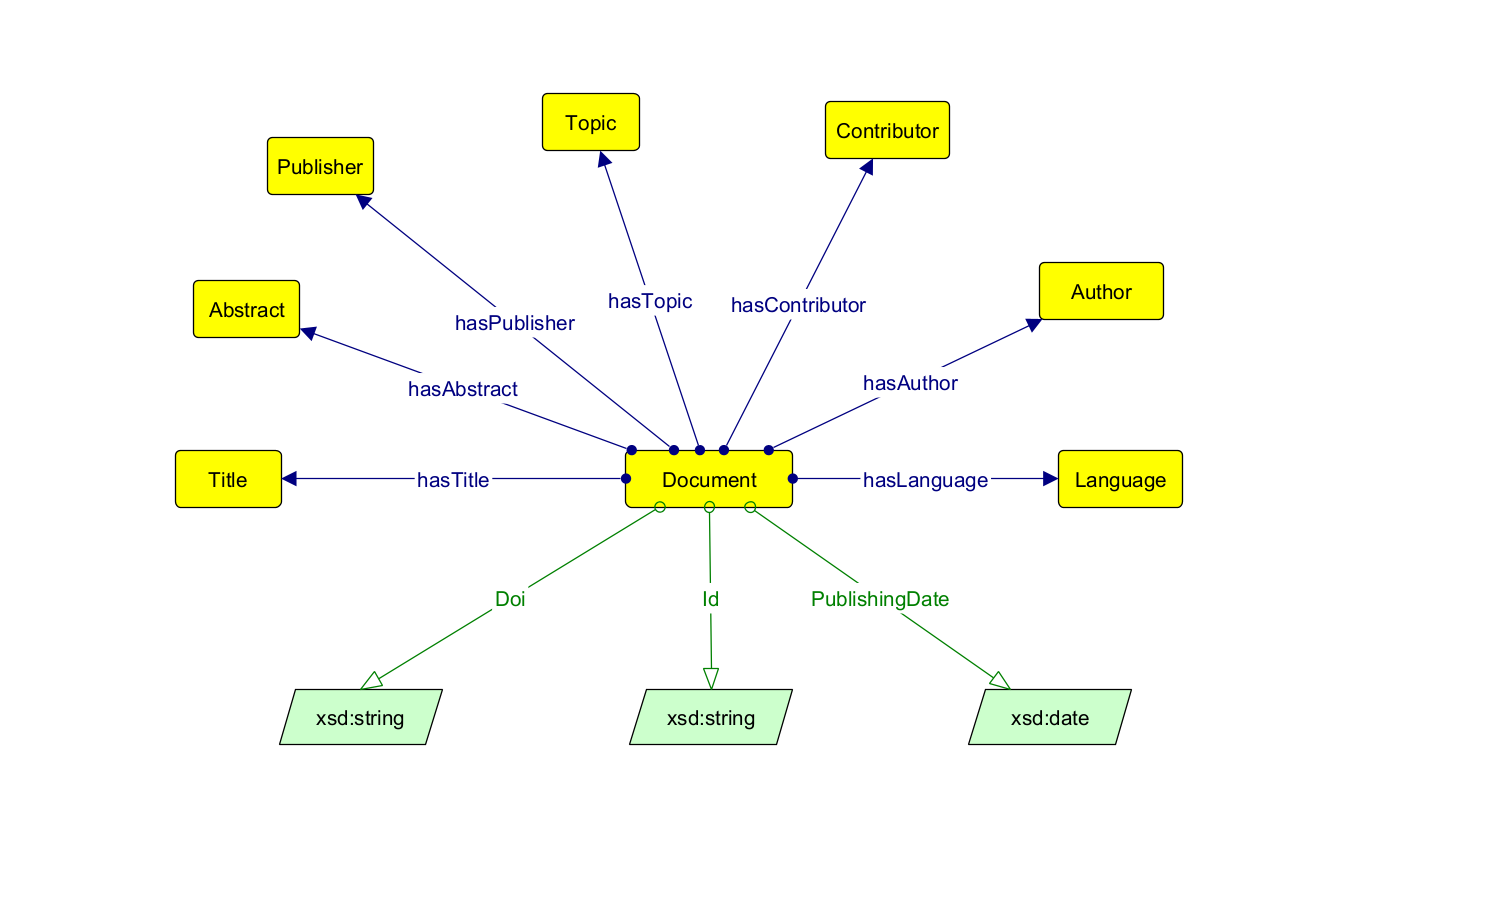 Topic
Contributor
Publisher
Author
Abstract
hasTopic
hasContributor
hasPublisher
hasAuthor
hasAbstract
Title
hasTitle
Document
hasLanguage
Language
Doi
Id
PublishingDate
xsd:string
xsd:string
xsd:date